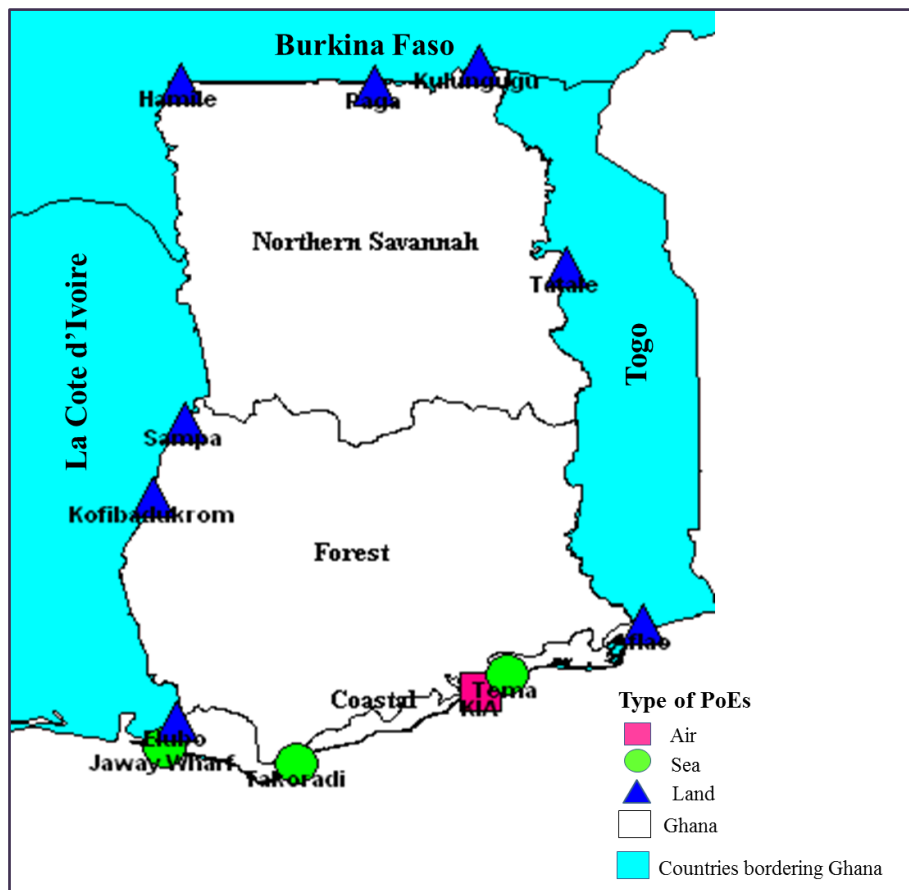 Burkina Faso
Hamile
Paga
Kulungugu
Northern Savannah
Tatale
La Cote d'Ivoire
Togo
Sampa
Kofibadukrom
Forest
Aflao
Tema
KIA
Coastal
Elubo
Jaway Wharf
Takoradi
Type of PoEs
Air
Sea
Land
Ghana
Countries bordering Ghana